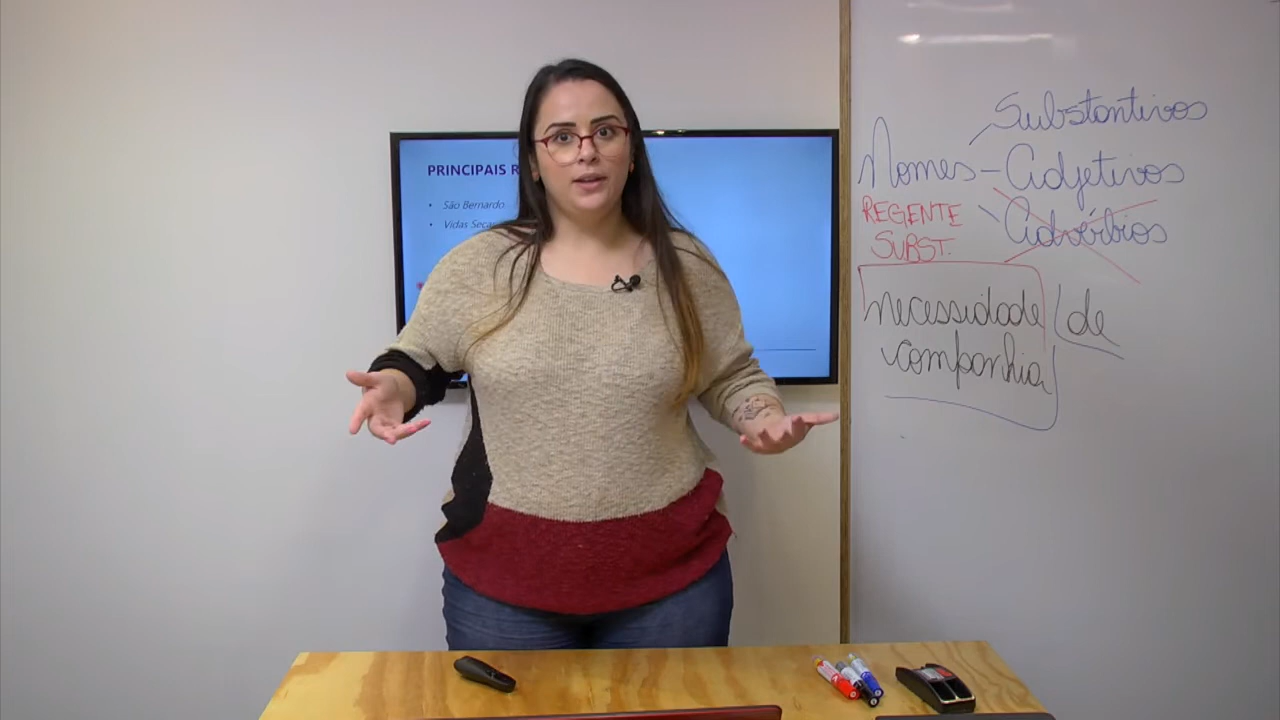 PRINCIPAIS R
• São Bernardo
• Vidas Secas
Substantivos
Nomes - Adjetivos
REGENTE
Advérbios
SUBST.
necessidade de
companhia